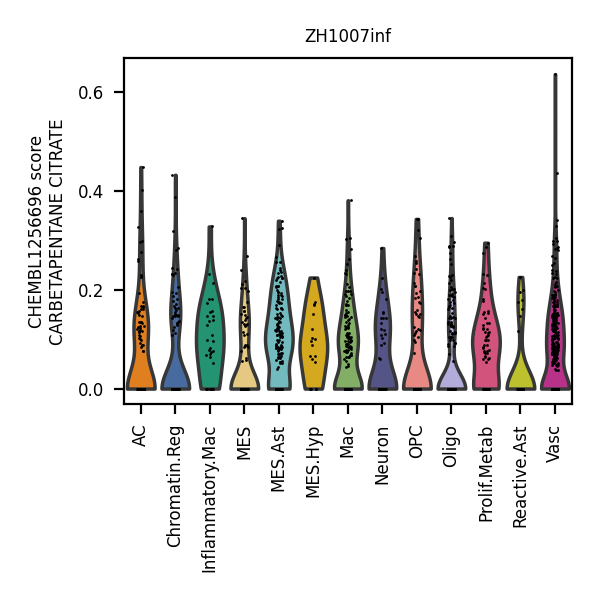 ZH1007inf
CHEMBL1256696 score
CARBETAPENTANE CITRATE
0.6
0.4
0.2
0.0
AC
Chromatin.Reg
Inflammatory.Mac
MES
MES.Ast
MES.Hyp
Mac
Neuron
OPC
Oligo
Prolif.Metab
Reactive.Ast
Vasc